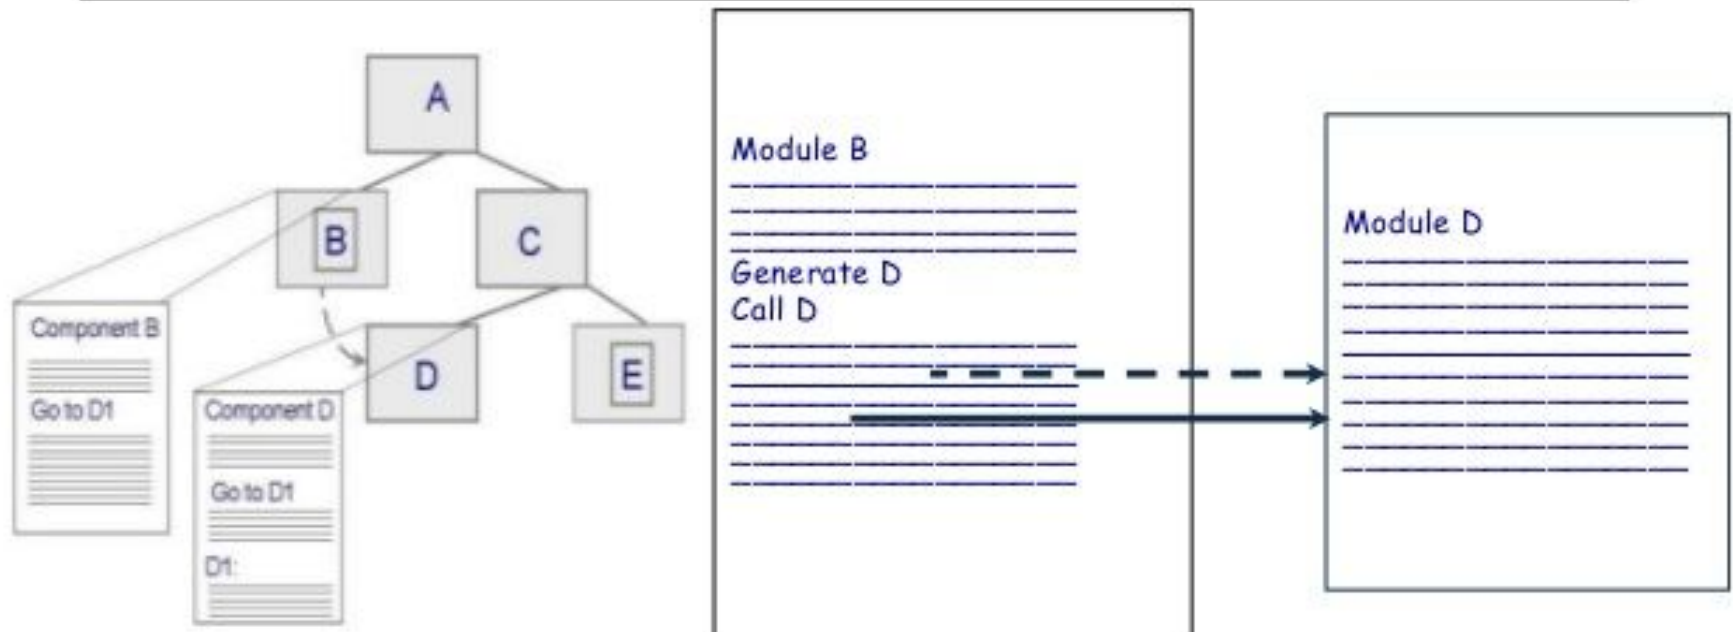 A
B
C
D
E
Component B
Go to D1
Component D
Go to D1
D1:
Module B
Generate D
Call D
Module D